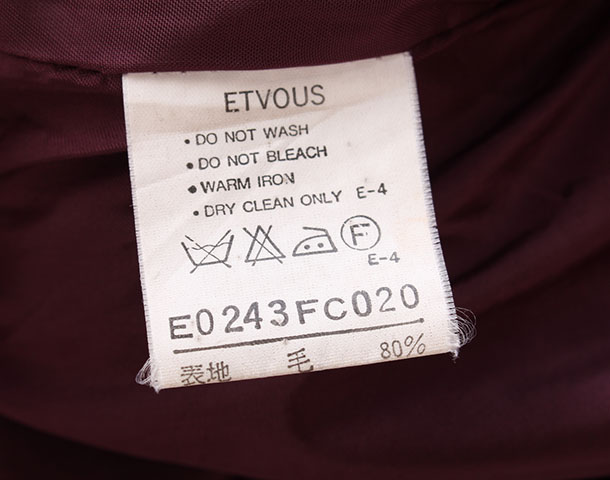 ETVOUS
• DO NOT WASH
• DO NOT BLEACH
• WARM IRON
• DRY CLEAN ONLY E-4
F
E-4
E0243FC020
表地 毛 80%